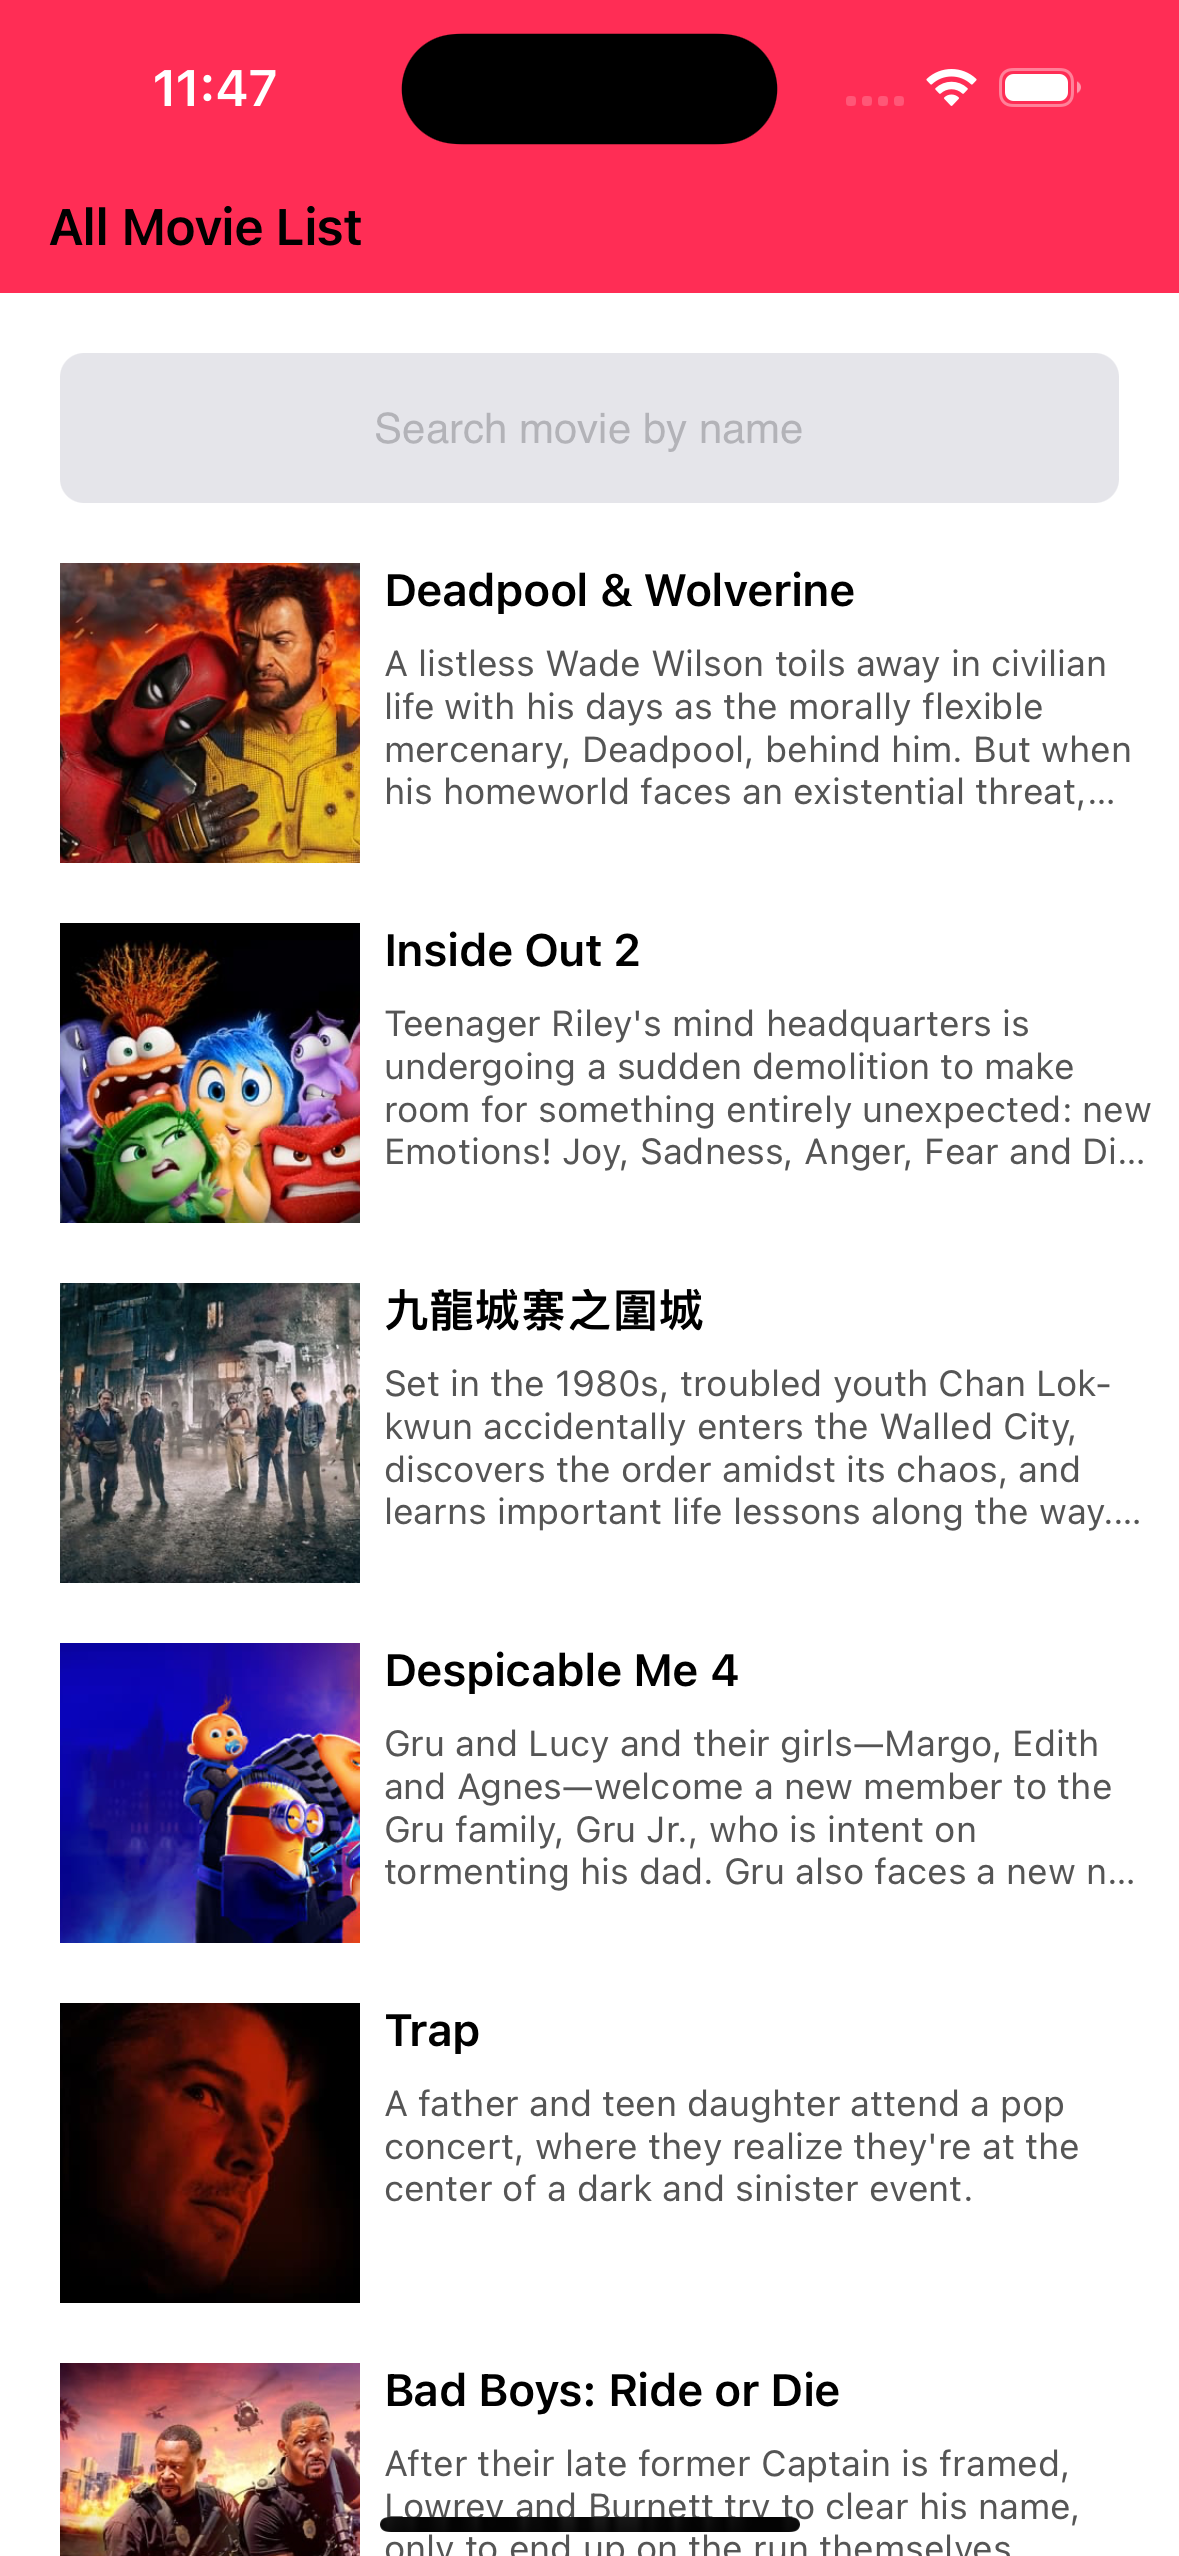 11:47
All Movie List
Search movie by name
Deadpool & Wolverine
A listless Wade Wilson toils away in civilian
life with his days as the morally flexible
mercenary, Deadpool, behind him. But when
his homeworld faces an existential threat,...
Inside Out 2
Teenager Riley's mind headquarters is
undergoing a sudden demolition to make
room for something entirely unexpected: new
Emotions! Joy, Sadness, Anger, Fear and Di...
九龍城寨之圍城
Set in the 1980s, troubled youth Chan Lok-
kwun accidentally enters the Walled City,
discovers the order amidst its chaos, and
learns important life lessons along the way....
Despicable Me 4
Gru and Lucy and their girls—Margo, Edith
and Agnes—welcome a new member to the
Gru family, Gru Jr., who is intent on
tormenting his dad. Gru also faces a new n...
Trap
A father and teen daughter attend a pop
concert, where they realize they're at the
center of a dark and sinister event.
Bad Boys: Ride or Die
After their late former Captain is framed,
Lowrey and Burnett try to clear his name,
only to end up on the run themselves